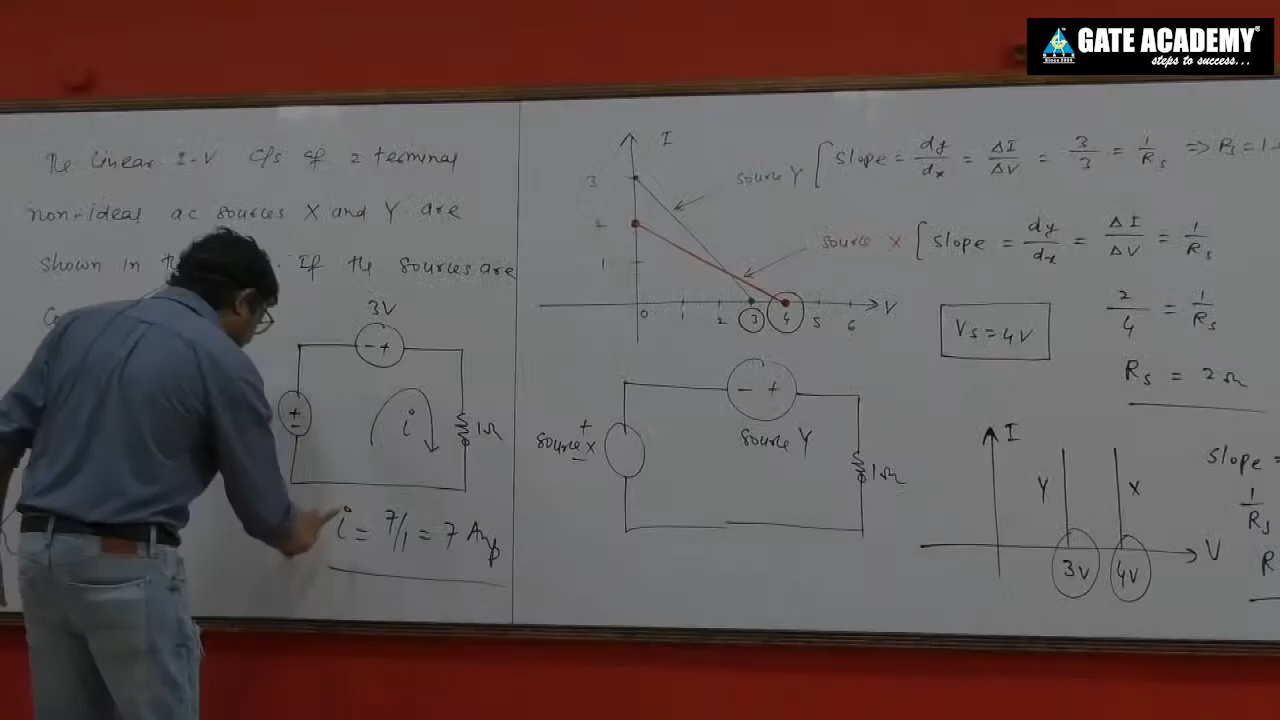 GATE ACADEMY
steps to success...
The linear I-V C/s of 2 terminal
non-ideal ac sources X and Y are
shown in th . If the sources are
3V
- +
+
-
i
1Ω
i = 7/1 = 7 Amp
I
3
2
1
0 1 2 3 4 5 6 V
source Y [ slope = dy/dx = ΔI/ΔV = 3/3 = 1/Rs ⇒ Rs = 1
source X [ slope = dy/dx = ΔI/ΔV = 1/Rs
2/4 = 1/Rs
Rs = 2Ω
Vs = 4V
- +
source Y
+
source X
-
1Ω
I
Y X
V
3V 4V
slope =
1/Rs
R